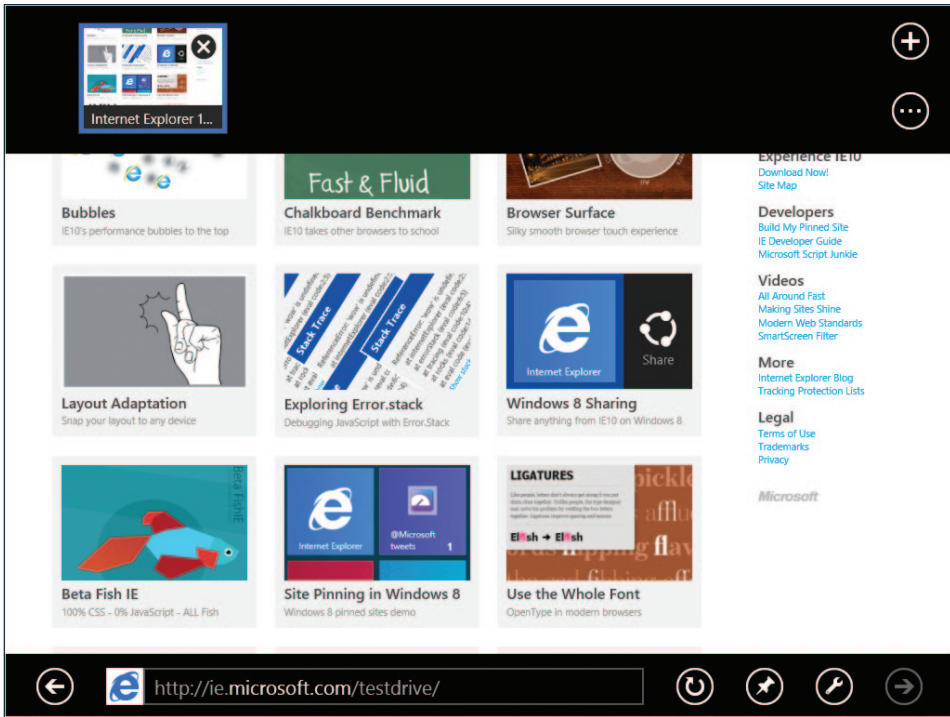 Internet Explorer 1...
Fast & Fluid
Bubbles
IE10's performance bubbles to the top
Chalkboard Benchmark
IE10 takes other browsers to school
Browser Surface
Silky smooth browser touch experience
Experience IE10
Download Now!
Site Map
Developers
Build My Pinned Site
IE Developer Guide
Microsoft Script Junkie
Videos
All Around Fast
Making Sites Shine
Modern Web Standards
SmartScreen Filter
More
Internet Explorer Blog
Tracking Protection Lists
Legal
Terms of Use
Trademarks
Privacy
Microsoft
Stack Trace
Stack Trace
Internet Explorer
Share
Layout Adaptation
Snap your layout to any device
Exploring Error.stack
Debugging JavaScript with Error.Stack
Windows 8 Sharing
Share anything from IE10 on Windows 8
Beta FishIE
Internet Explorer
@Microsoft
tweets 1
LIGATURES
Beta Fish IE
100% CSS - 0% JavaScript - ALL Fish
Site Pinning in Windows 8
Windows 8 pinned sites demo
Use the Whole Font
OpenType in modern browsers
http://ie.microsoft.com/testdrive/